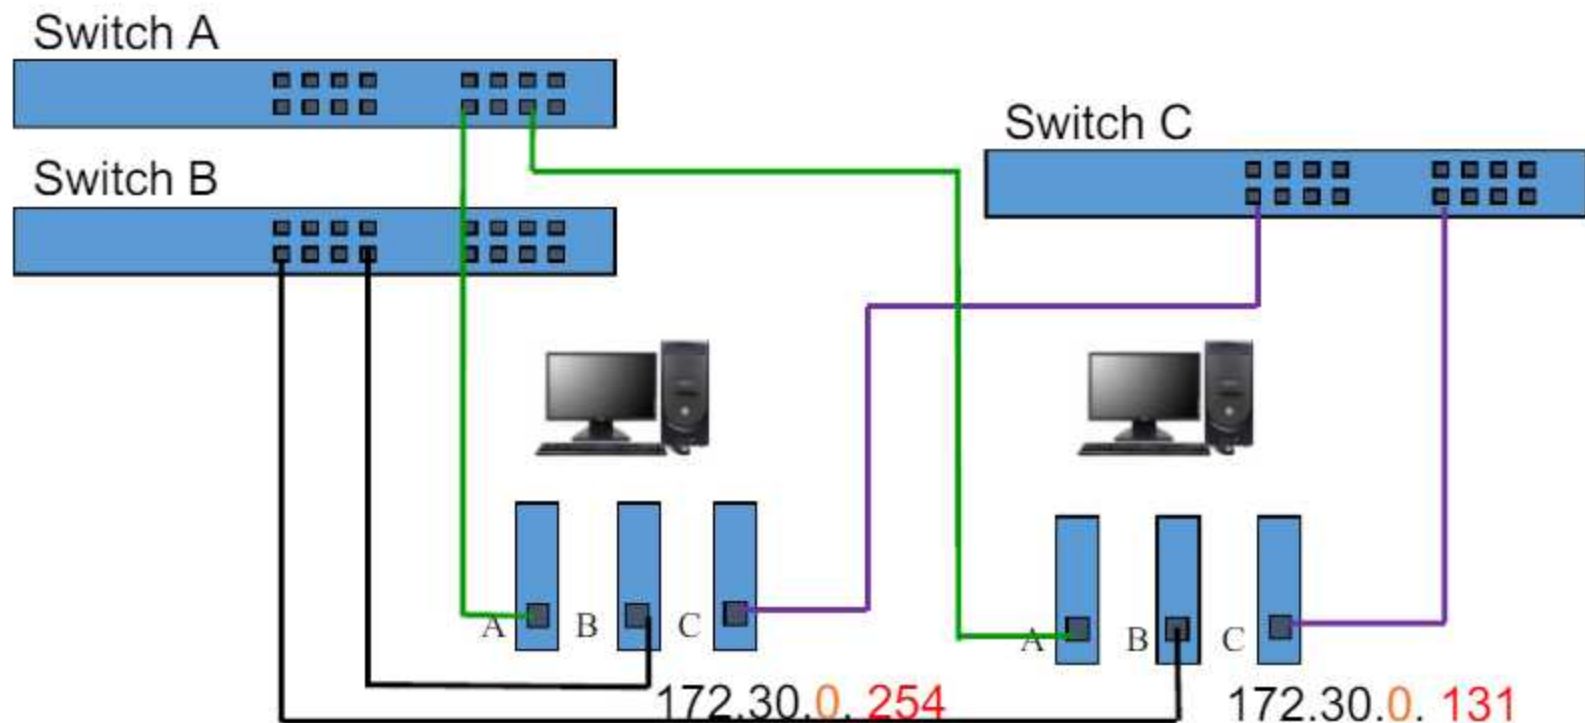 Switch A
Switch B
Switch C
A B C
A B C
172.30.0. 254
172.30.0. 131